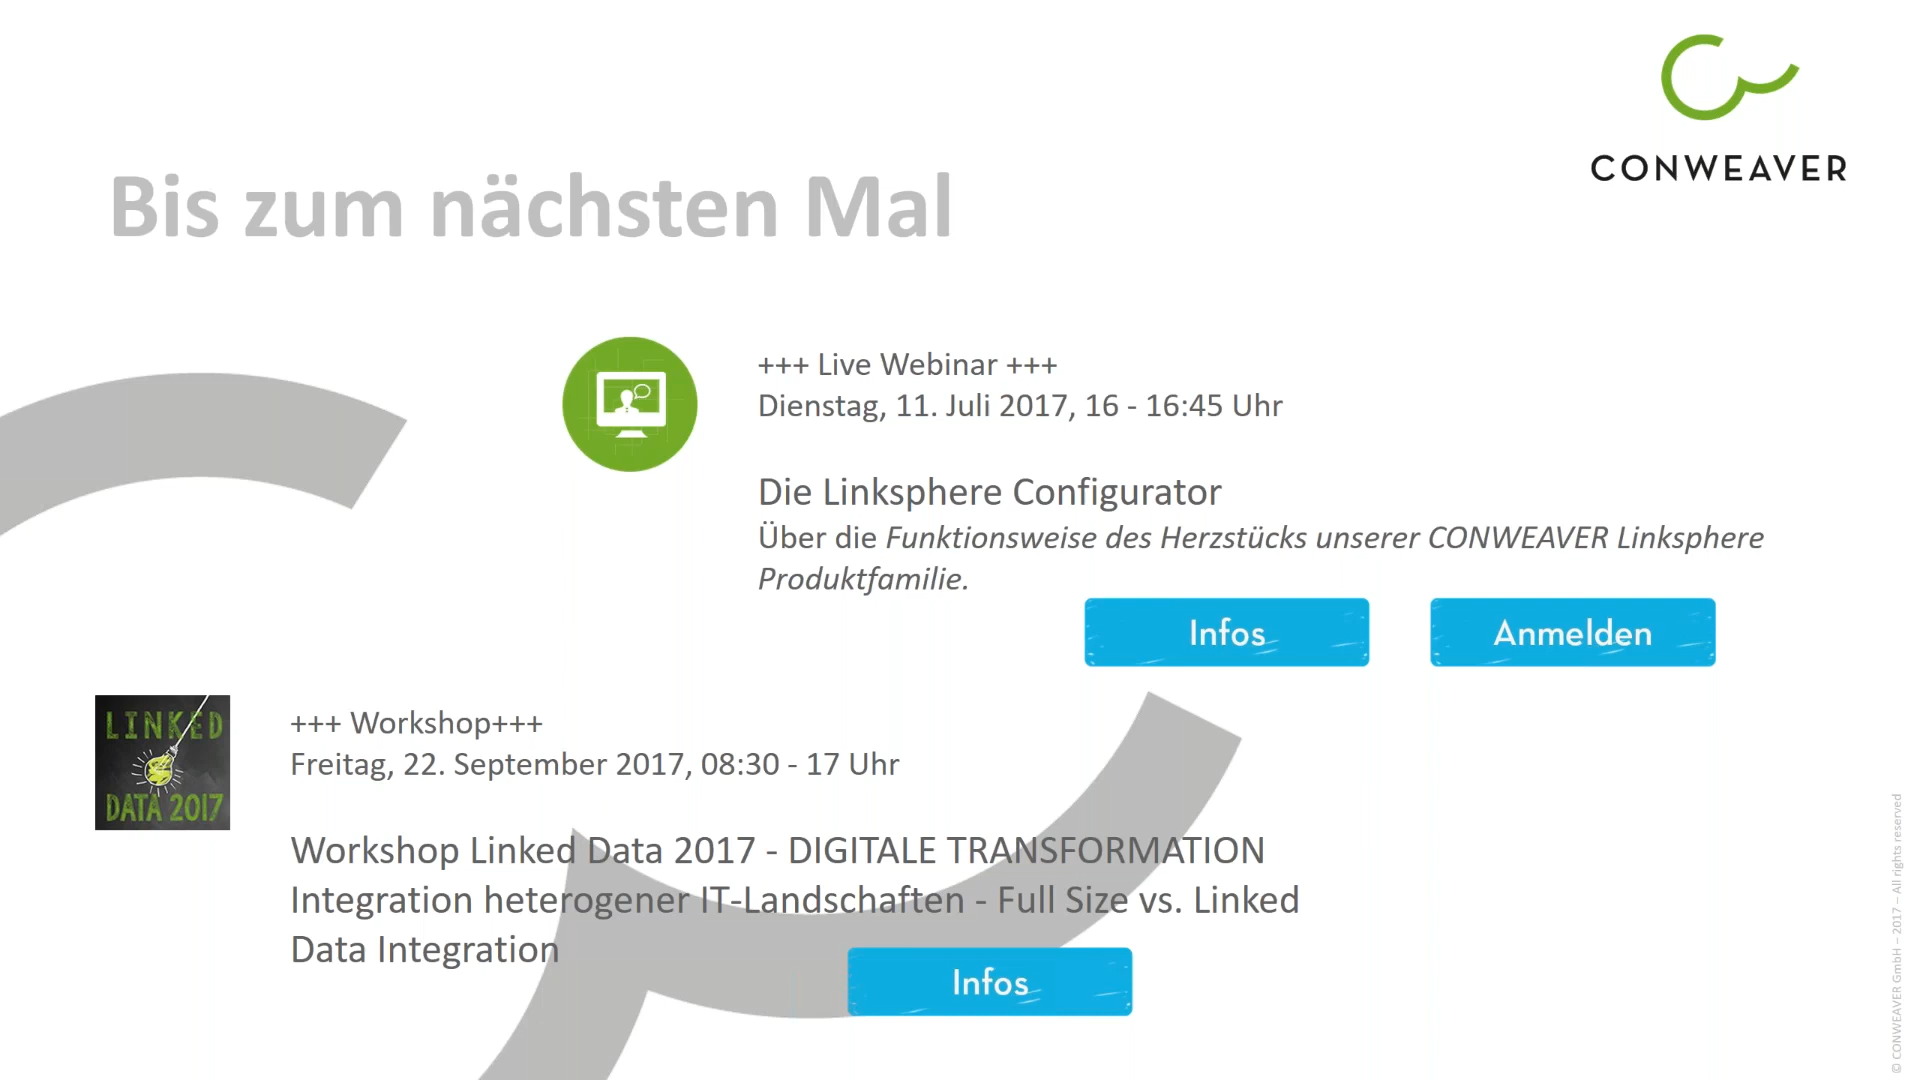 CONWEAVER
Bis zum nächsten Mal
+++ Live Webinar +++
Dienstag, 11. Juli 2017, 16 - 16:45 Uhr
Die Linksphere Configurator
Über die Funktionsweise des Herzstücks unserer CONWEAVER Linksphere
Produktfamilie.
Infos
Anmelden
LINKED
DATA 2017
+++ Workshop+++
Freitag, 22. September 2017, 08:30 - 17 Uhr
Workshop Linked Data 2017 - DIGITALE TRANSFORMATION
Integration heterogener IT-Landschaften - Full Size vs. Linked
Data Integration
Infos
© CONWEAVER GmbH – 2017 – All rights reserved